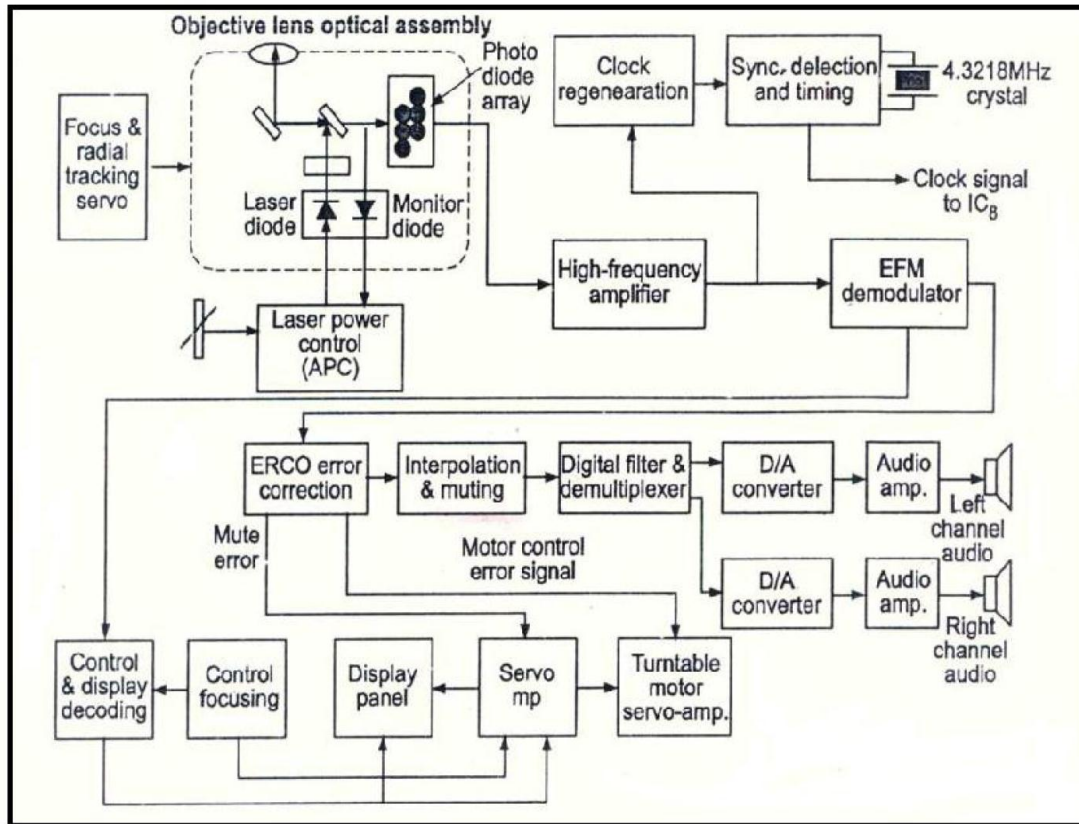 Objective lens optical assembly
Photo
diode
array
Clock
regenearation
Sync. delection
and timing
4.3218MHz
crystal
Focus &
radial
tracking
servo
Laser
diode
Monitor
diode
Clock signal
to IC_B
High-frequency
amplifier
EFM
demodulator
Laser power
control
(APC)
ERCO error
correction
Interpolation
& muting
Digital filter &
demultiplexer
D/A
converter
Audio
amp.
Left
channel
audio
Mute
error
Motor control
error signal
D/A
converter
Audio
amp.
Right
channel
audio
Control
& display
decoding
Control
focusing
Display
panel
Servo
mp
Turntable
motor
servo-amp.